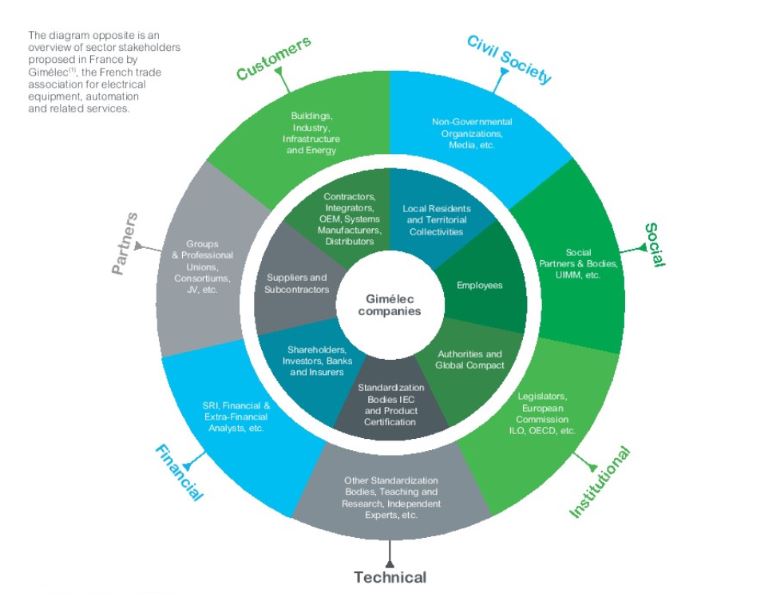 The diagram opposite is an
overview of sector stakeholders
proposed in France by
Gimélec(1), the French trade
association for electrical
equipment, automation
and related services.
Customers
Civil Society
Buildings,
Industry,
Infrastructure
and Energy
Non-Governmental
Organizations,
Media, etc.
Contractors,
Integrators,
OEM, Systems
Manufacturers,
Distributors
Local Residents
and Territorial
Collectivities
Partners
Groups
& Professional
Unions,
Consortiums,
JV, etc.
Suppliers and
Subcontractors
Gimélec
companies
Employees
Social
Partners & Bodies,
UIMM, etc.
Social
Shareholders,
Investors, Banks
and Insurers
Standardization
Bodies IEC
and Product
Certification
Authorities and
Global Compact
SRI, Financial &
Extra-Financial
Analysts, etc.
Legislators,
European
Commission
ILO, OECD, etc.
Financial
Other Standardization
Bodies, Teaching and
Research, Independent
Experts, etc.
Institutional
Technical